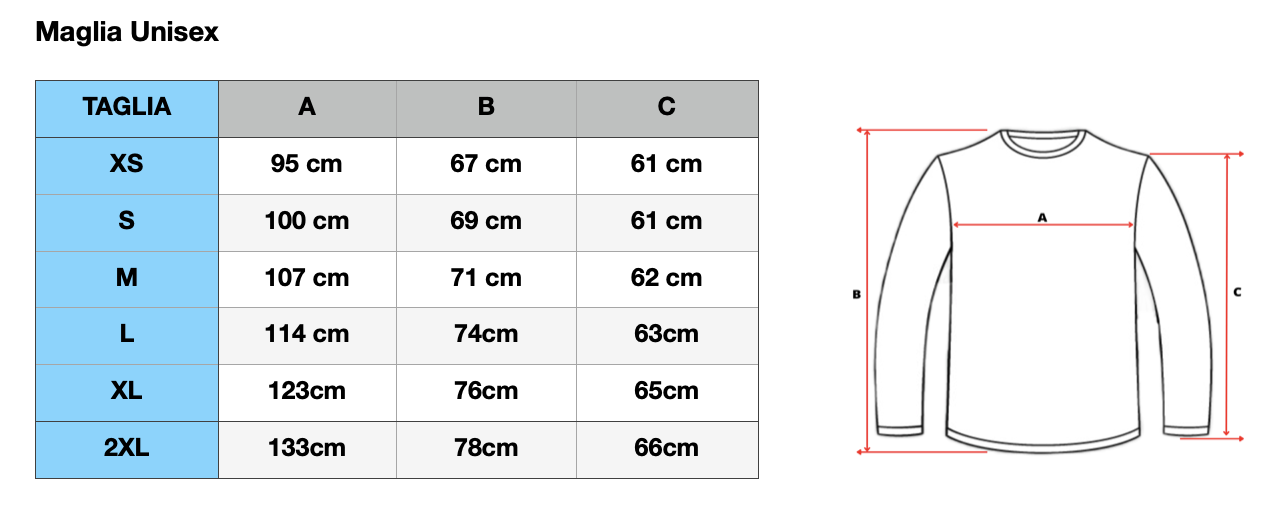 Maglia Unisex
TAGLIA A B C
XS 95 cm 67 cm 61 cm
S 100 cm 69 cm 61 cm
M 107 cm 71 cm 62 cm
L 114 cm 74cm 63cm
XL 123cm 76cm 65cm
2XL 133cm 78cm 66cm
A
B
C